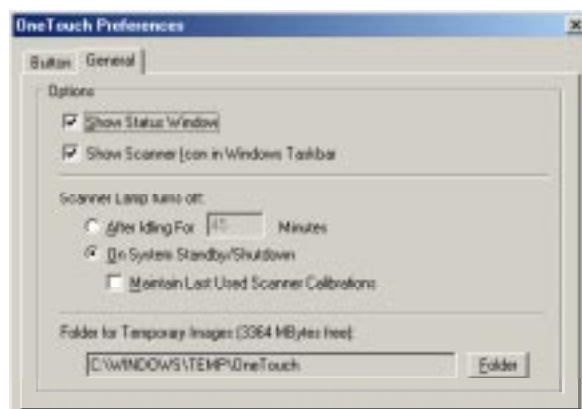 OneTouch Preferences
Button General
Options
Show Status Window
Show Scanner Icon in Windows Taskbar
Scanner Lamp turns off:
After Idling For 45 Minutes
On System Standby/Shutdown
Maintain Last Used Scanner Calibrations
Folder for Temporary Images (3364 MBytes free):
C:\WINDOWS\TEMP\OneTouch Folder